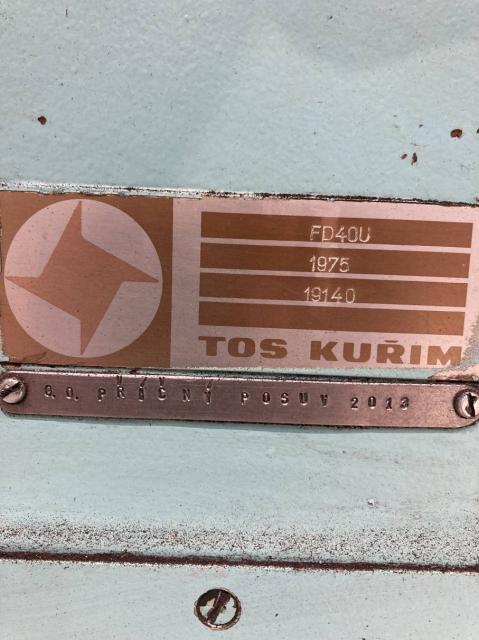 FD40U
1975
19140
TOS KUŘIM
G.O. PŘÍČNÝ POSUV 2013